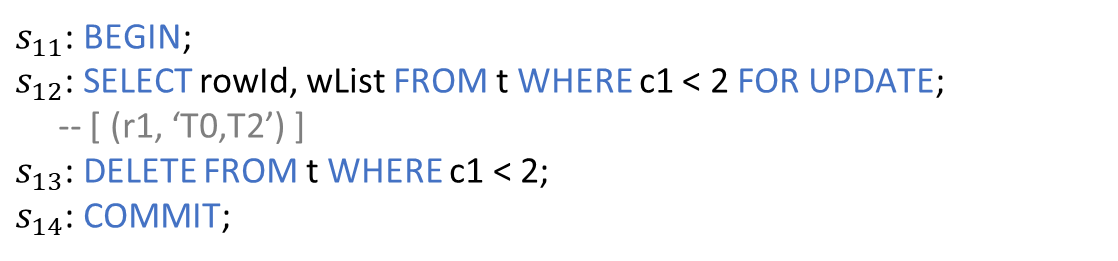 s11: BEGIN;
s12: SELECT rowId, wList FROM t WHERE c1 < 2 FOR UPDATE;
-- [ (r1, ‘T0,T2’) ]
s13: DELETE FROM t WHERE c1 < 2;
s14: COMMIT;